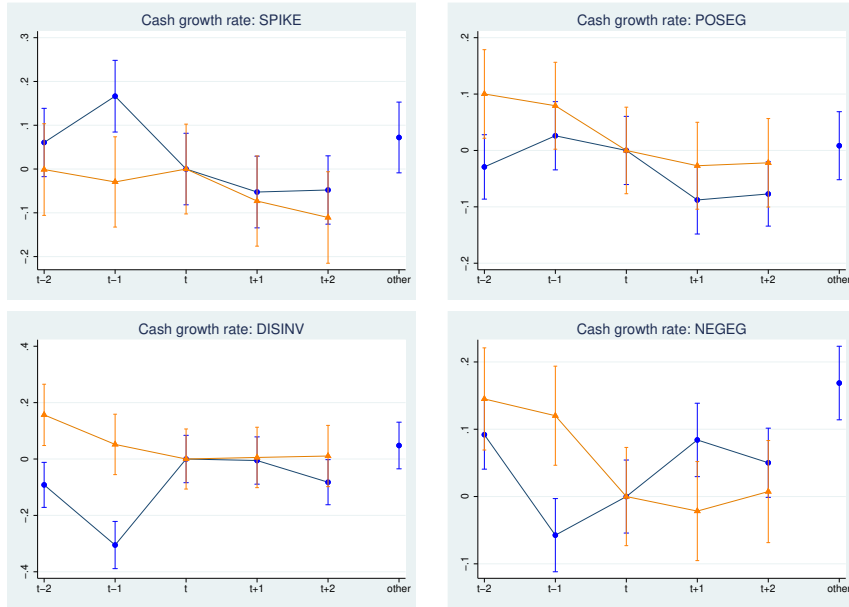 Cash growth rate: SPIKE
.3
.2
.1
0
−.1
−.2
t−2 t−1 t t+1 t+2 other
Cash growth rate: POSEG
.2
.1
0
−.1
−.2
t−2 t−1 t t+1 t+2 other
Cash growth rate: DISINV
.4
.2
0
−.2
−.4
t−2 t−1 t t+1 t+2 other
Cash growth rate: NEGEG
.2
.1
0
−.1
t−2 t−1 t t+1 t+2 other